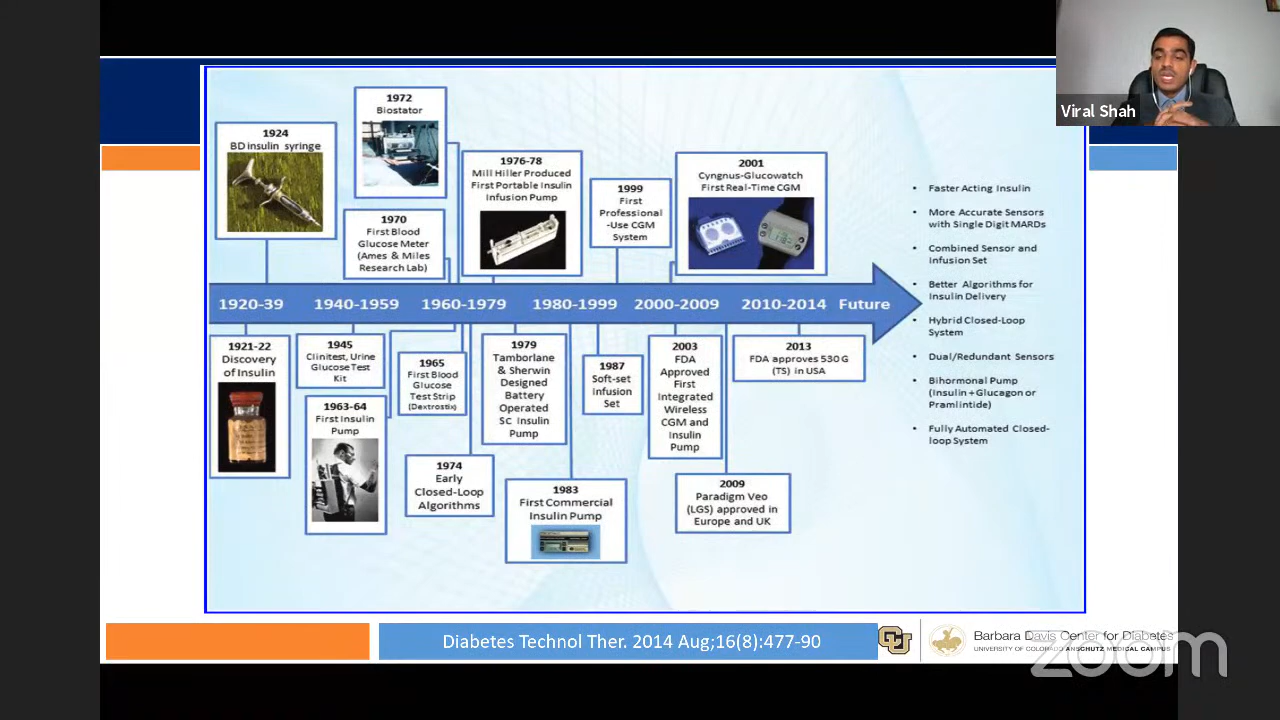 Viral Shah
1972
Biostator
1924
BD insulin syringe
1970
First Blood
Glucose Meter
(Ames & Miles
Research Lab)
1976-78
Mill Hiller Produced
First Portable Insulin
Infusion Pump
1999
First
Professional
-Use CGM
System
2001
Cyngnus-Glucowatch
First Real-Time CGM
1920-39
1940-1959
1960-1979
1980-1999
2000-2009
2010-2014
Future
1921-22
Discovery
of Insulin
1945
Clinitest, Urine
Glucose Test
Kit
1963-64
First Insulin
Pump
1965
First Blood
Glucose
Test Strip
(Dextrostix)
1974
Early
Closed-Loop
Algorithms
1979
Tamborlane
& Sherwin
Designed
Battery
Operated
SC Insulin
Pump
1983
First Commercial
Insulin Pump
1987
Soft-set
Infusion
Set
2003
FDA
Approved
First
Integrated
Wireless
CGM and
Insulin
Pump
2009
Paradigm Veo
(LGS) approved in
Europe and UK
2013
FDA approves 530 G
(TS) in USA
• Faster Acting Insulin
• More Accurate Sensors
with Single Digit MARDs
• Combined Sensor and
Infusion Set
• Better Algorithms for
Insulin Delivery
• Hybrid Closed-Loop
System
• Dual/Redundant Sensors
• Bihormonal Pump
(Insulin + Glucagon or
Pramlintide)
• Fully Automated Closed-
loop System
Diabetes Technol Ther. 2014 Aug;16(8):477-90
CU
Barbara Davis Center for Diabetes
UNIVERSITY OF COLORADO ANSCHUTZ MEDICAL CAMPUS
zoom